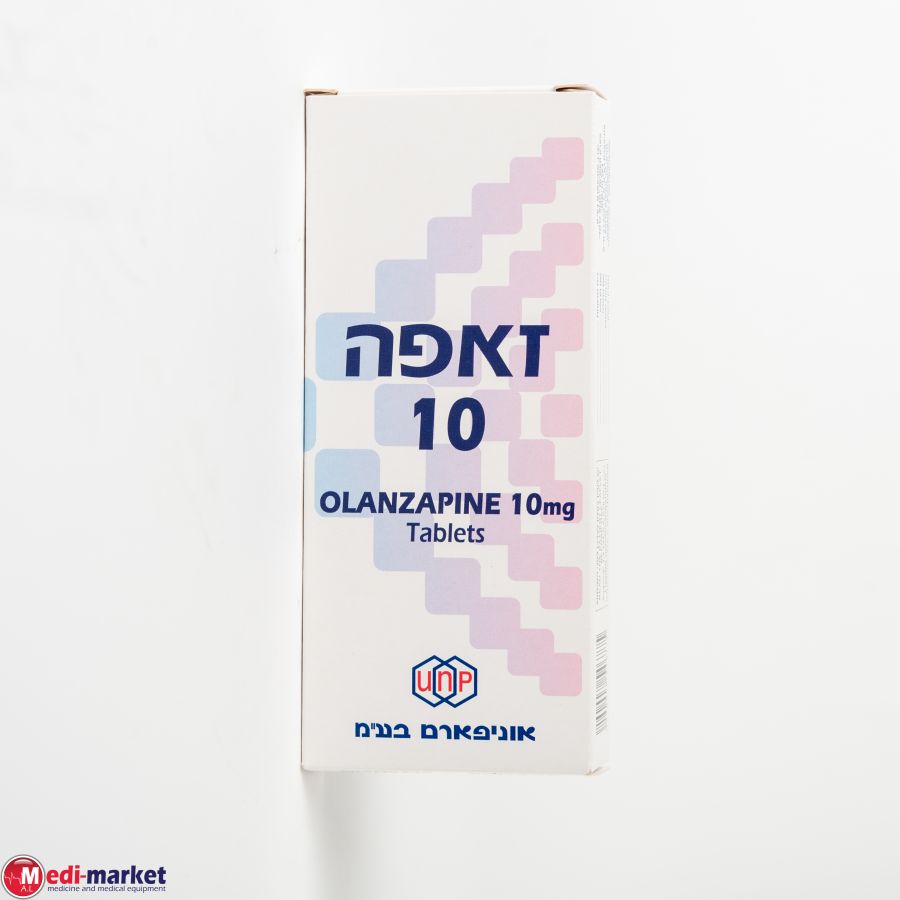 זאפה
10
OLANZAPINE 10mg
Tablets
unp
אוניפארם בע"מ
Medi-market
A.L
medicine and medical equipment